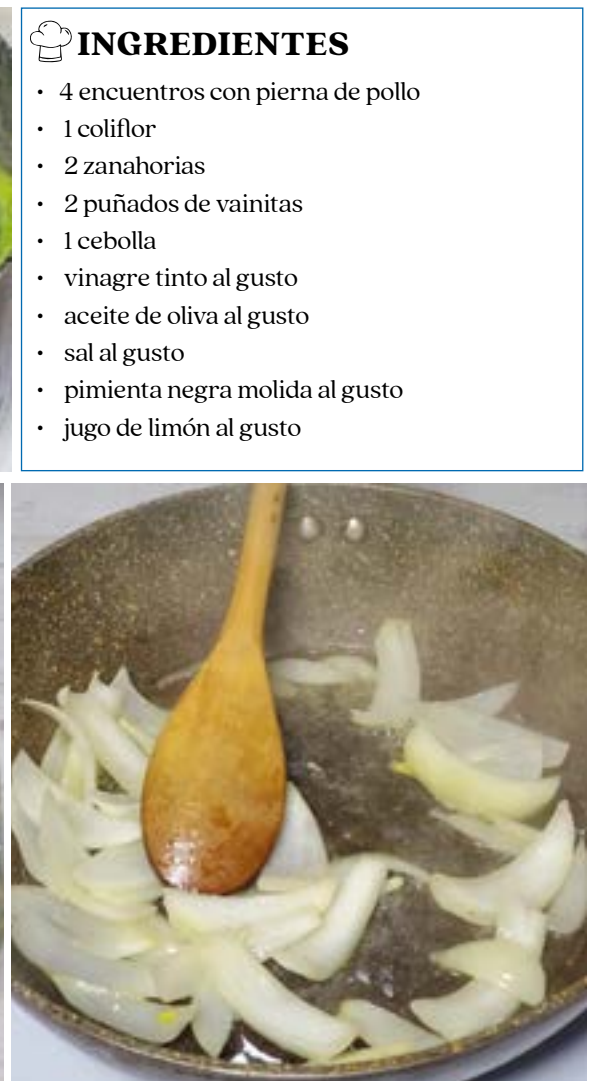 INGREDIENTES
• 4 encuentros con pierna de pollo
• 1 coliflor
• 2 zanahorias
• 2 puñados de vainitas
• 1 cebolla
• vinagre tinto al gusto
• aceite de oliva al gusto
• sal al gusto
• pimienta negra molida al gusto
• jugo de limón al gusto